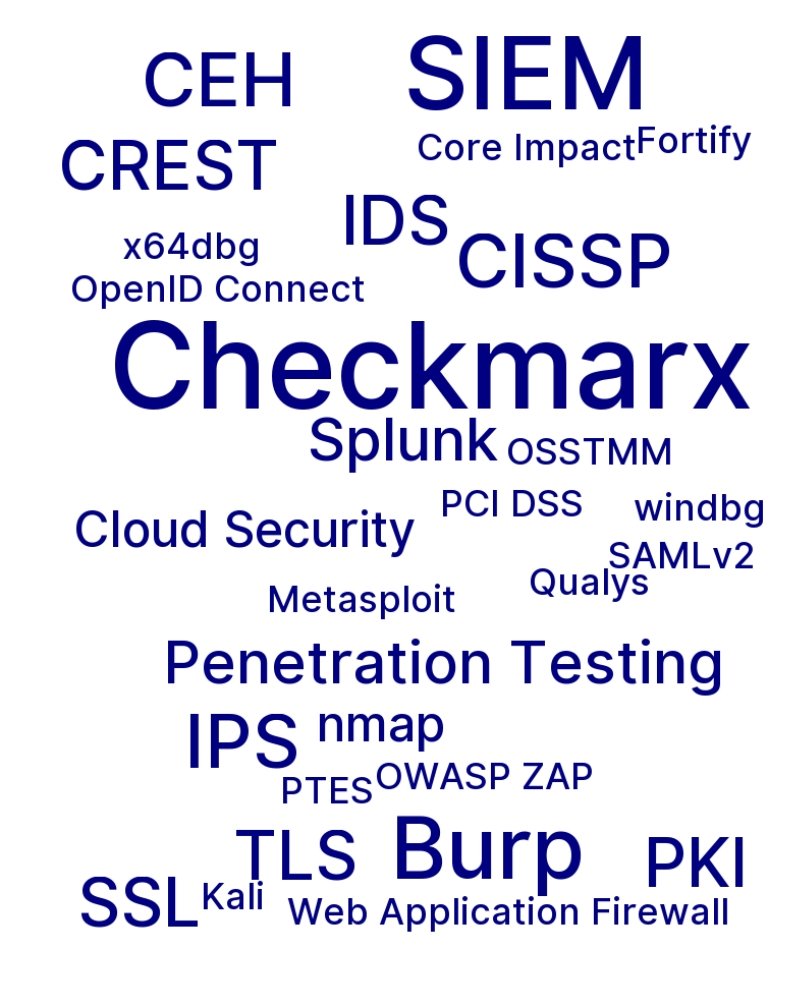 CEH
SIEM
Core Impact
Fortify
CREST
IDS
x64dbg
CISSP
OpenID Connect
Checkmarx
Splunk
OSSTMM
PCI DSS
windbg
Cloud Security
SAMLv2
Qualys
Metasploit
Penetration Testing
IPS
nmap
OWASP ZAP
PTES
TLS
Burp
PKI
SSL
Kali
Web Application Firewall